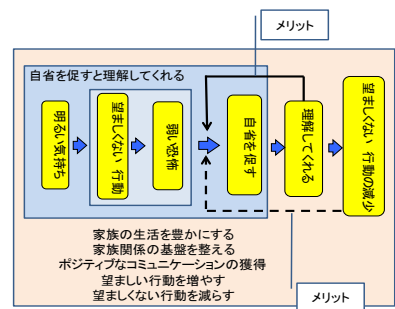 メリット
自省を促すと理解してくれる
明るい気持ち
望ましくない 行動
弱い恐怖
自省を促す
理解してくれる
望ましくない 行動の減少
家族の生活を豊かにする
家族関係の基盤を整える
ポジティブなコミュニケーションの獲得
望ましい行動を増やす
望ましくない行動を減らす
メリット